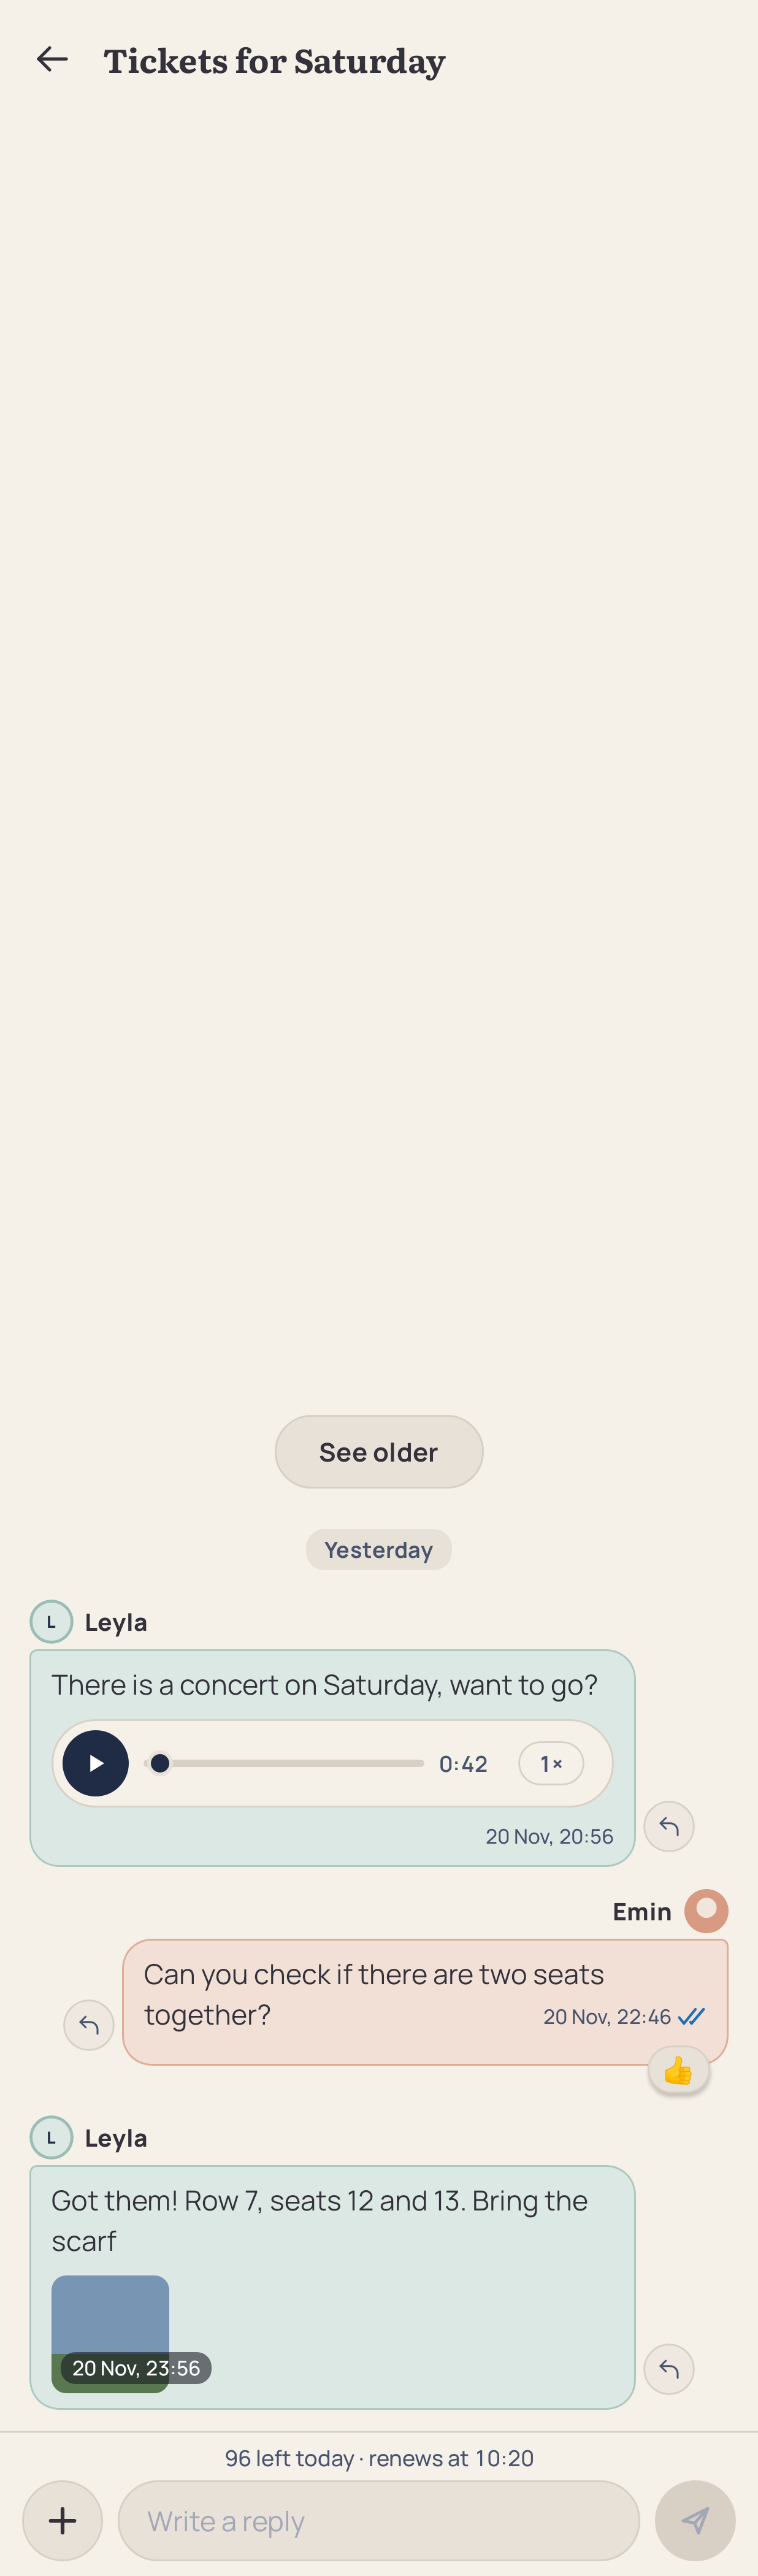 Tickets for Saturday
See older
Yesterday
L
Leyla
There is a concert on Saturday, want to go?
0:42
1×
20 Nov, 20:56
Emin
Can you check if there are two seats
together?
20 Nov, 22:46
L
Leyla
Got them! Row 7, seats 12 and 13. Bring the
scarf
20 Nov, 23:56
96 left today · renews at 10:20
Write a reply